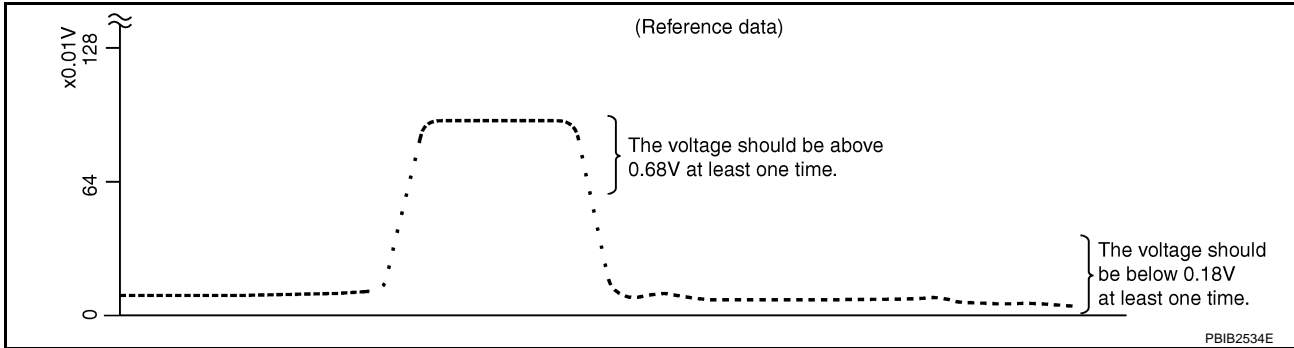 (Reference data)
x0.01V
128
64
0
The voltage should be above
0.68V at least one time.
The voltage should
be below 0.18V
at least one time.
PBIB2534E